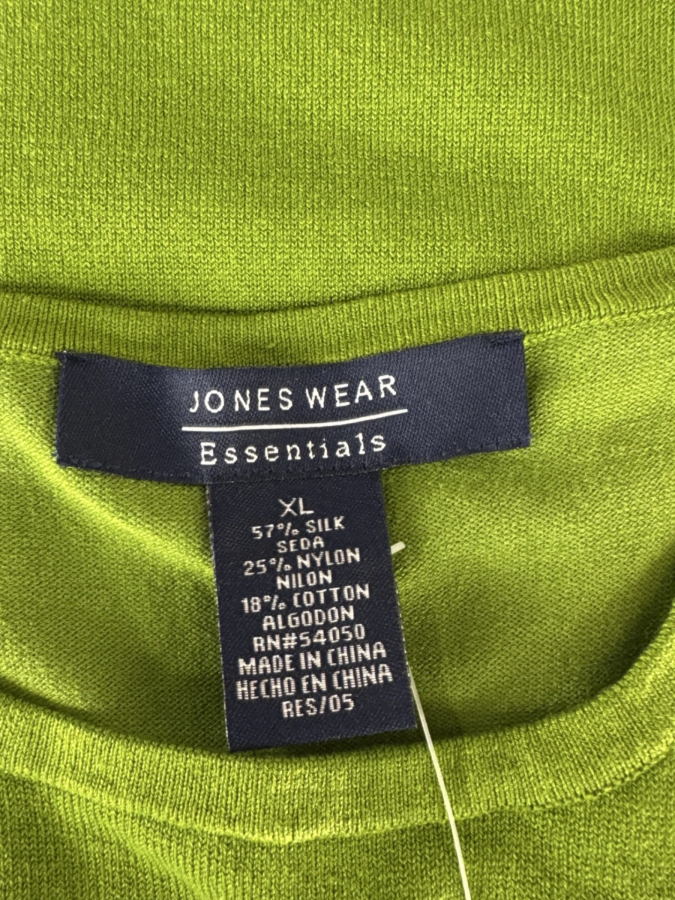 JONES WEAR
Essentials
XL
57% SILK
SEDA
25% NYLON
NILON
18% COTTON
ALGODON
RN#54050
MADE IN CHINA
HECHO EN CHINA
RES/05